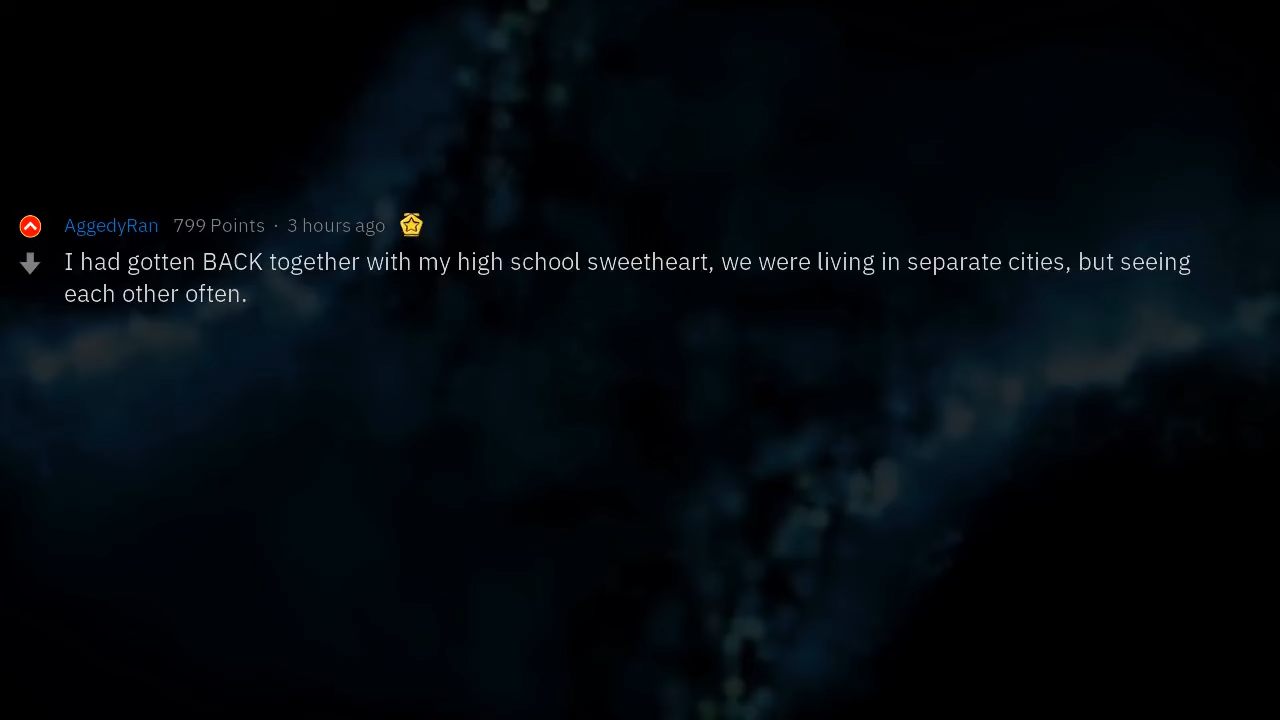 AggedyRan 799 Points · 3 hours ago
I had gotten BACK together with my high school sweetheart, we were living in separate cities, but seeing
each other often.